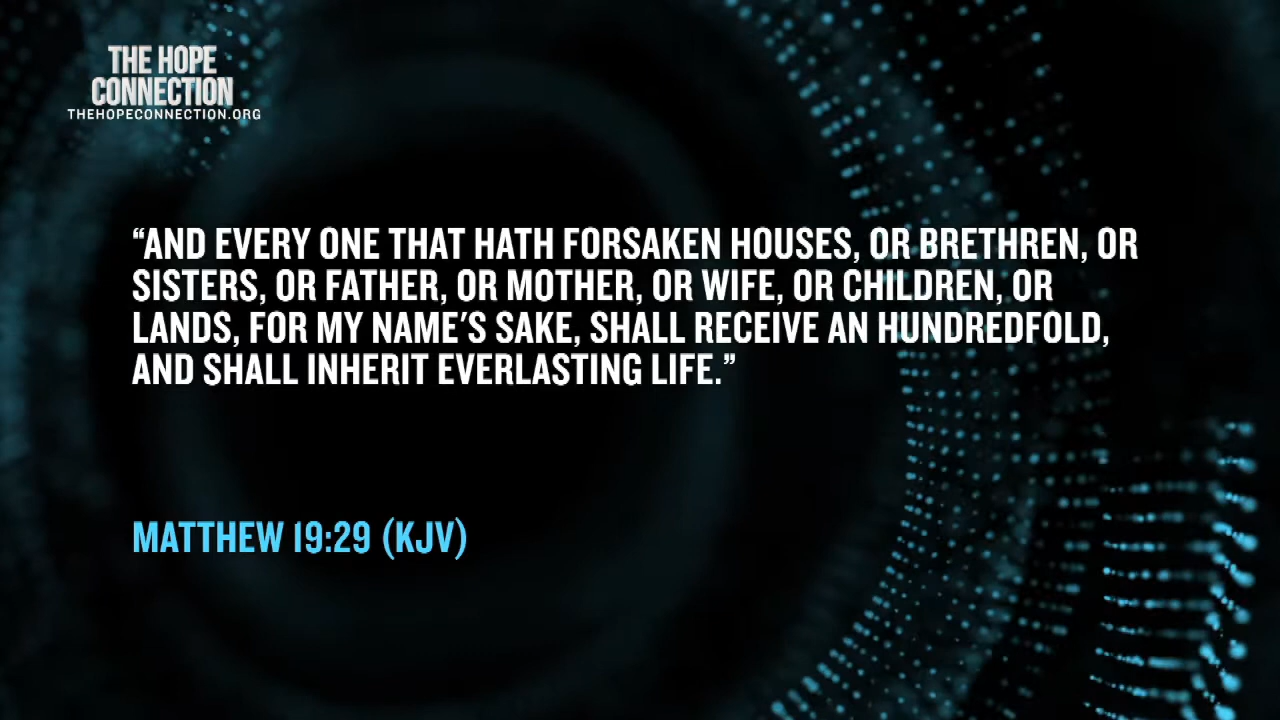 THE HOPE
CONNECTION
THEHOPECONNECTION.ORG
“AND EVERY ONE THAT HATH FORSAKEN HOUSES, OR BRETHREN, OR
SISTERS, OR FATHER, OR MOTHER, OR WIFE, OR CHILDREN, OR
LANDS, FOR MY NAME'S SAKE, SHALL RECEIVE AN HUNDREDFOLD,
AND SHALL INHERIT EVERLASTING LIFE.”
MATTHEW 19:29 (KJV)